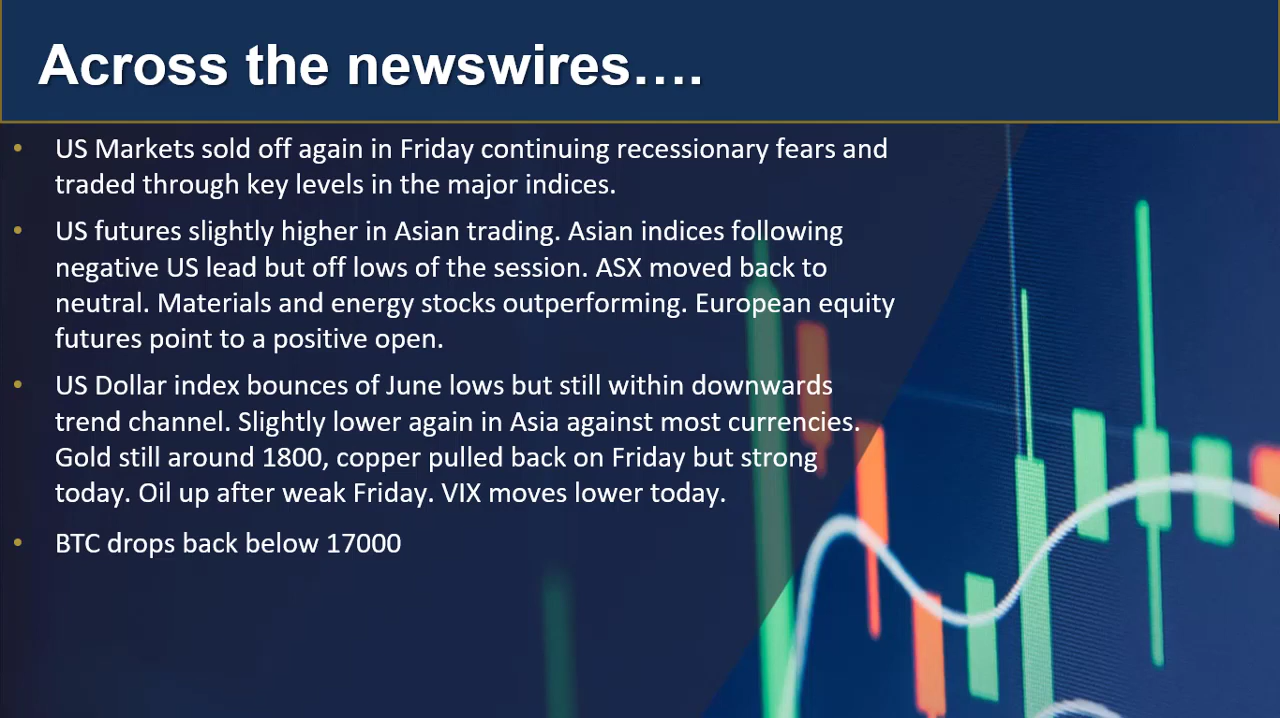 Across the newswires….
• US Markets sold off again in Friday continuing recessionary fears and
traded through key levels in the major indices.
• US futures slightly higher in Asian trading. Asian indices following
negative US lead but off lows of the session. ASX moved back to
neutral. Materials and energy stocks outperforming. European equity
futures point to a positive open.
• US Dollar index bounces of June lows but still within downwards
trend channel. Slightly lower again in Asia against most currencies.
Gold still around 1800, copper pulled back on Friday but strong
today. Oil up after weak Friday. VIX moves lower today.
• BTC drops back below 17000